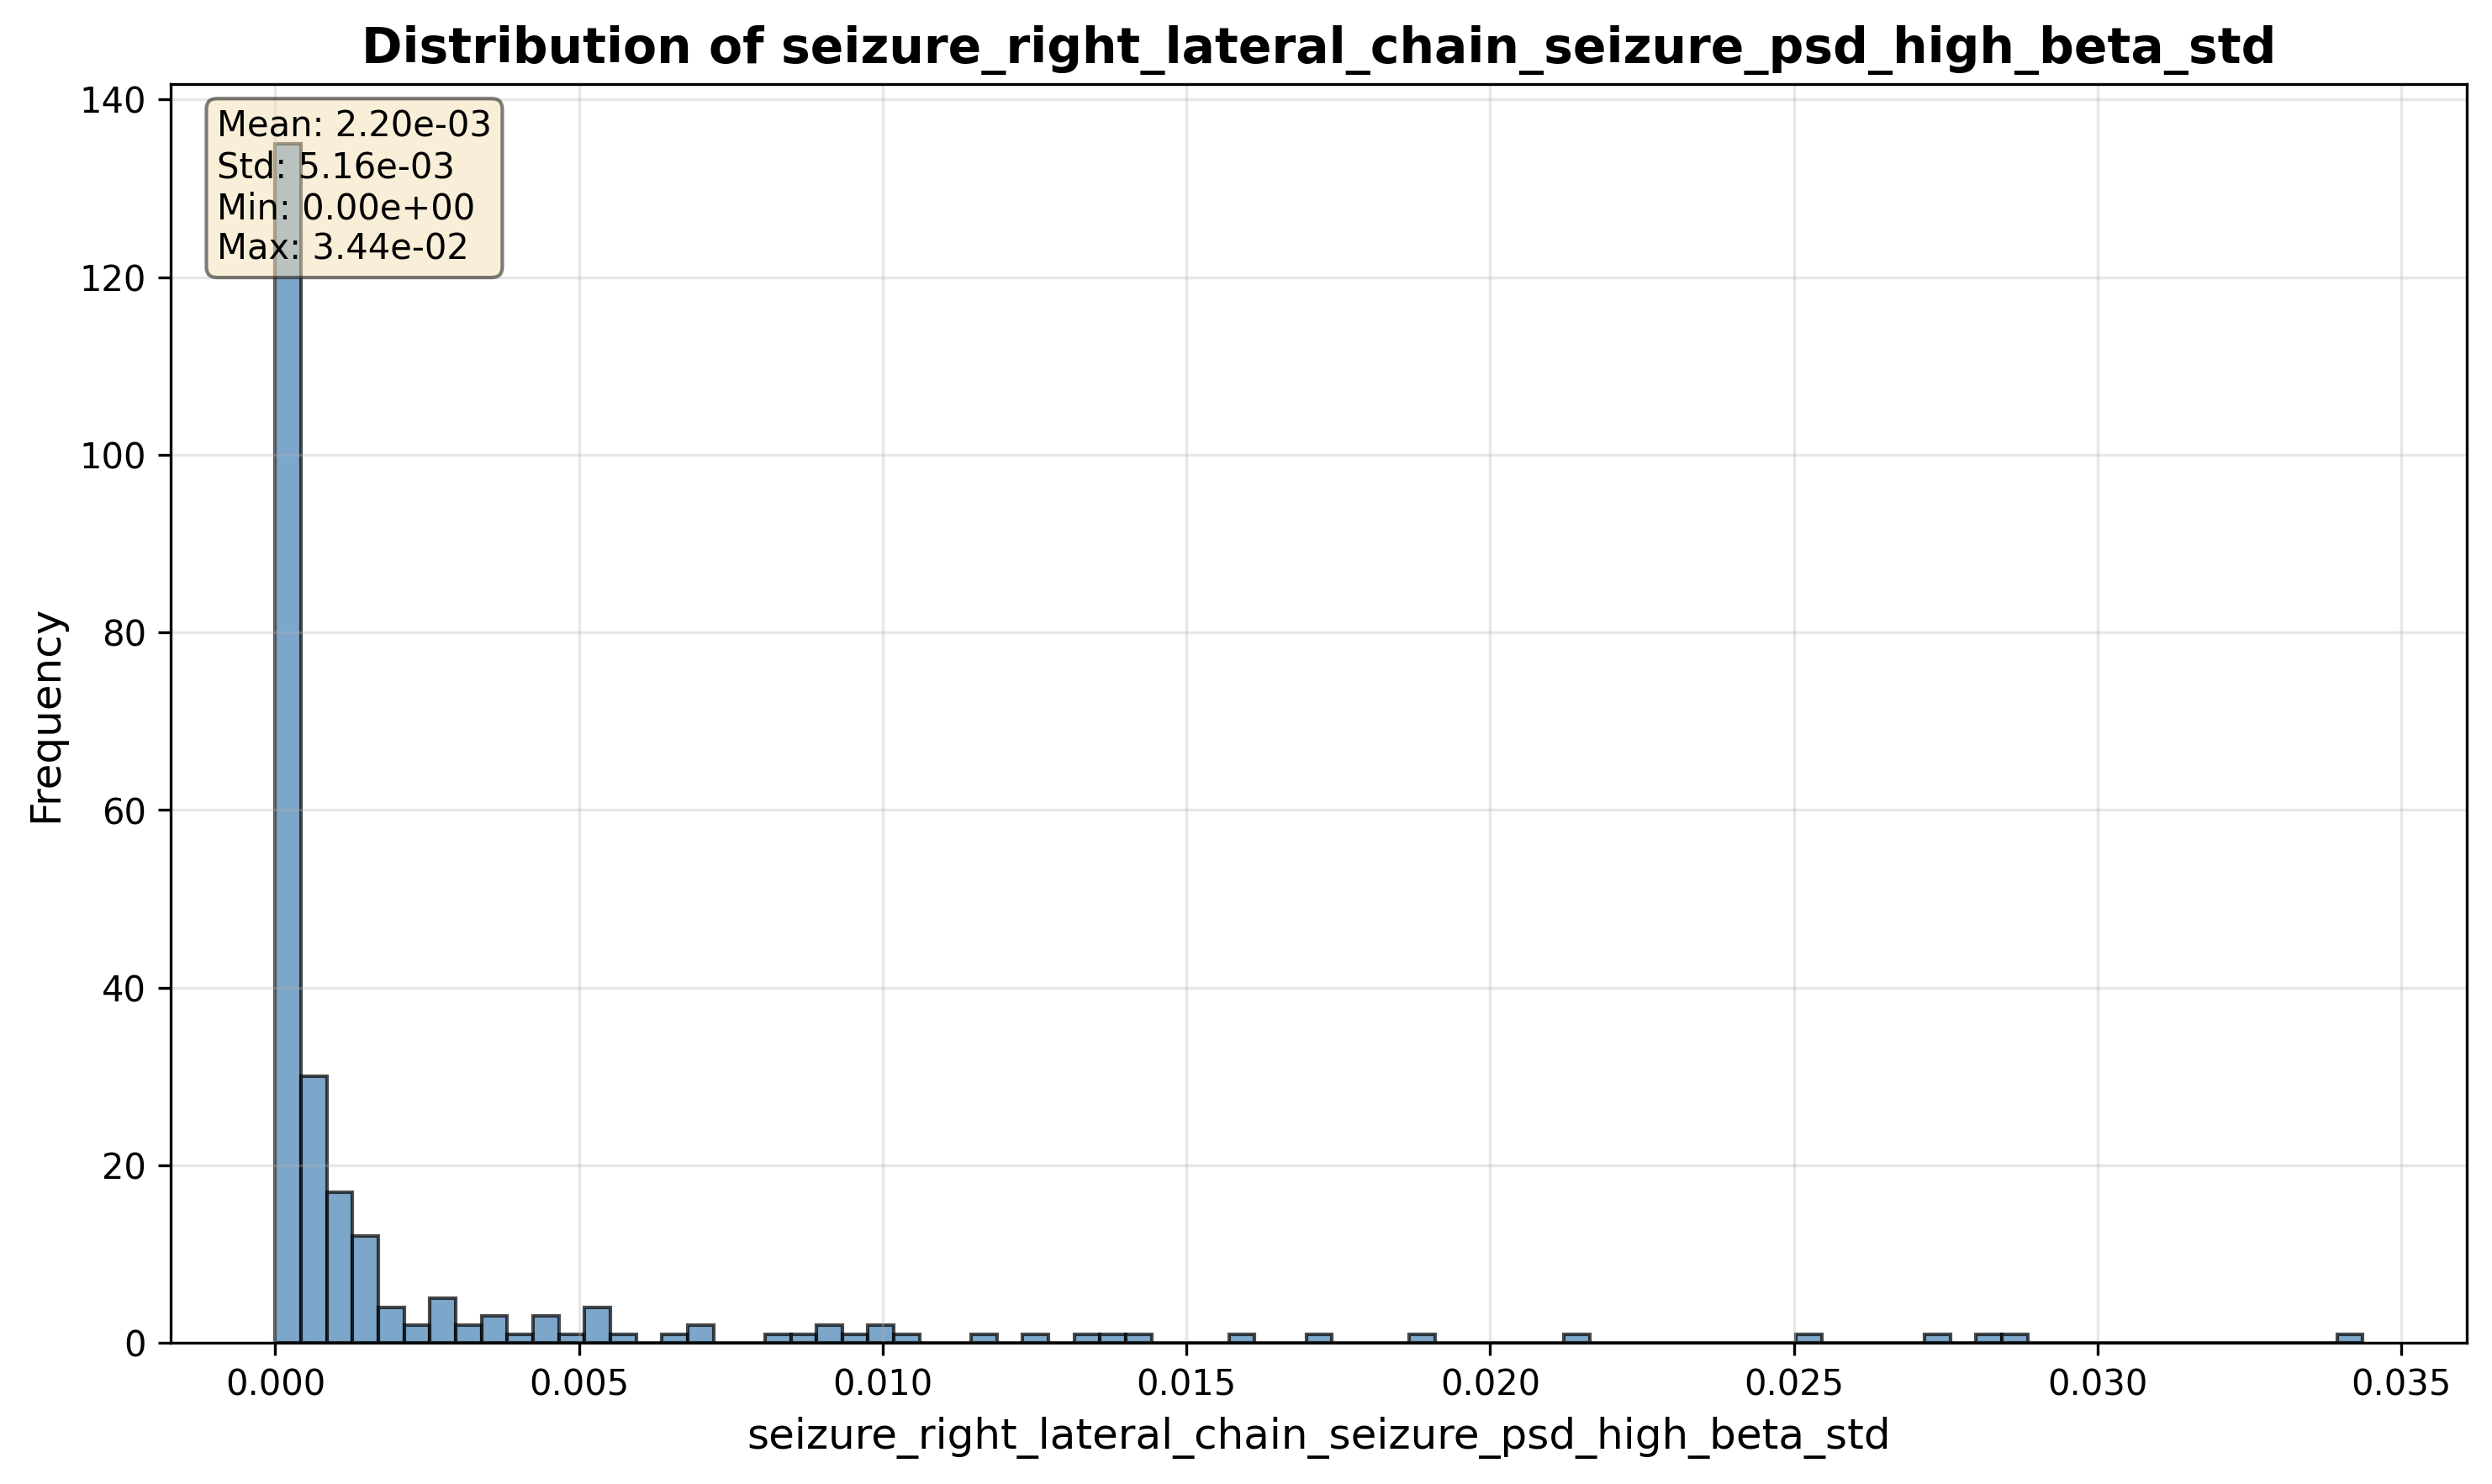 Distribution of seizure_right_lateral_chain_seizure_psd_high_beta_std
140
120
100
80
60
40
20
0
Frequency
Mean: 2.20e-03
Std: 5.16e-03
Min: 0.00e+00
Max: 3.44e-02
0.000 0.005 0.010 0.015 0.020 0.025 0.030 0.035
seizure_right_lateral_chain_seizure_psd_high_beta_std